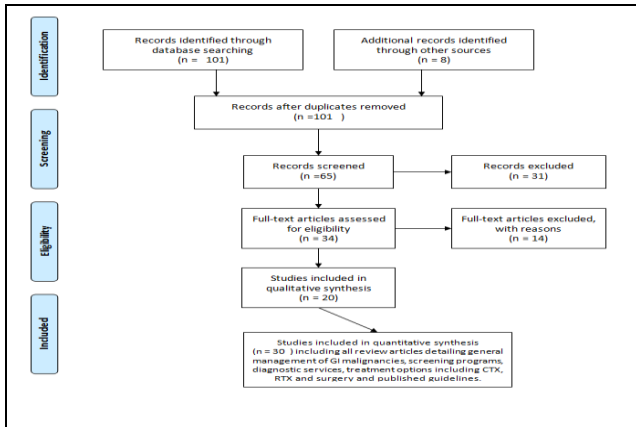 Identification
Records identified through
database searching
(n = 101)
Additional records identified
through other sources
(n = 8)
Records after duplicates removed
(n =101 )
Screening
Records screened
(n =65)
Records excluded
(n = 31)
Eligibility
Full-text articles assessed
for eligibility
(n = 34)
Full-text articles excluded,
with reasons
(n = 14)
Studies included in
qualitative synthesis
(n = 20)
Included
Studies included in quantitative synthesis
(n = 30 ) including all review articles detailing general
management of GI malignancies, screening programs,
diagnostic services, treatment options including CTX,
RTX and surgery and published guidelines.